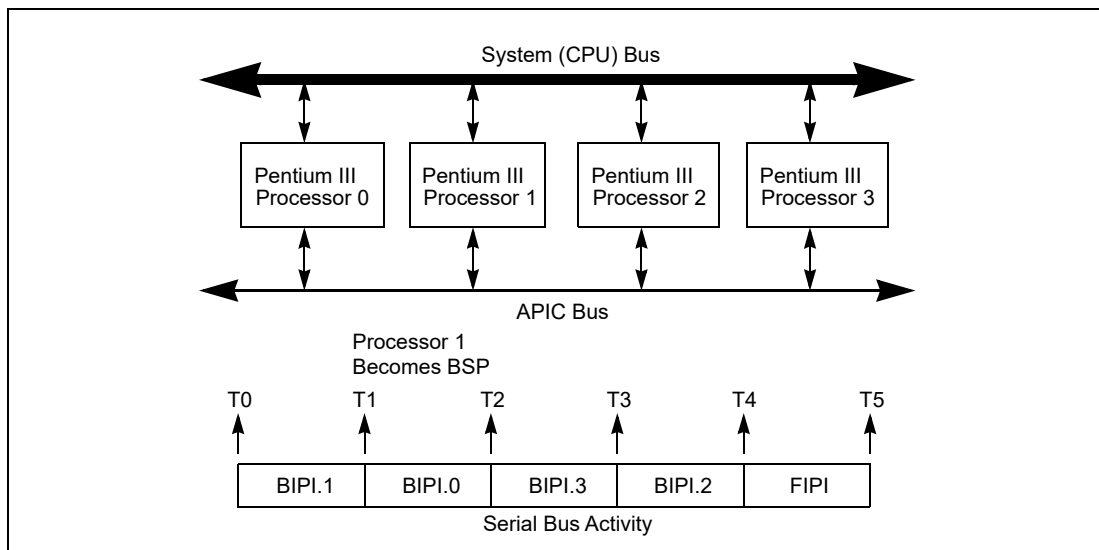 System (CPU) Bus
Pentium III
Processor 0
Pentium III
Processor 1
Pentium III
Processor 2
Pentium III
Processor 3
APIC Bus
Processor 1
Becomes BSP
T0 T1 T2 T3 T4 T5
BIPI.1 BIPI.0 BIPI.3 BIPI.2 FIPI
Serial Bus Activity